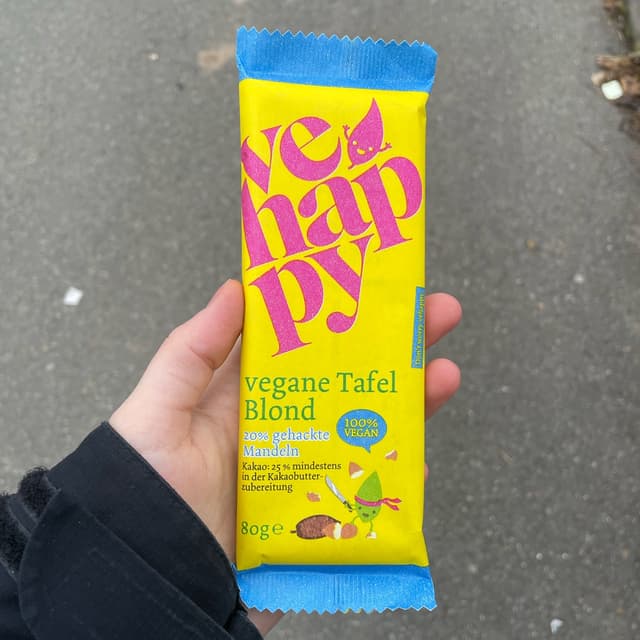 ve
hap
py
vegane Tafel
Blond
100%
VEGAN
20% gehackte
Mandeln
Kakao: 25 % mindestens
in der Kakaobutter-
zubereitung
80g e